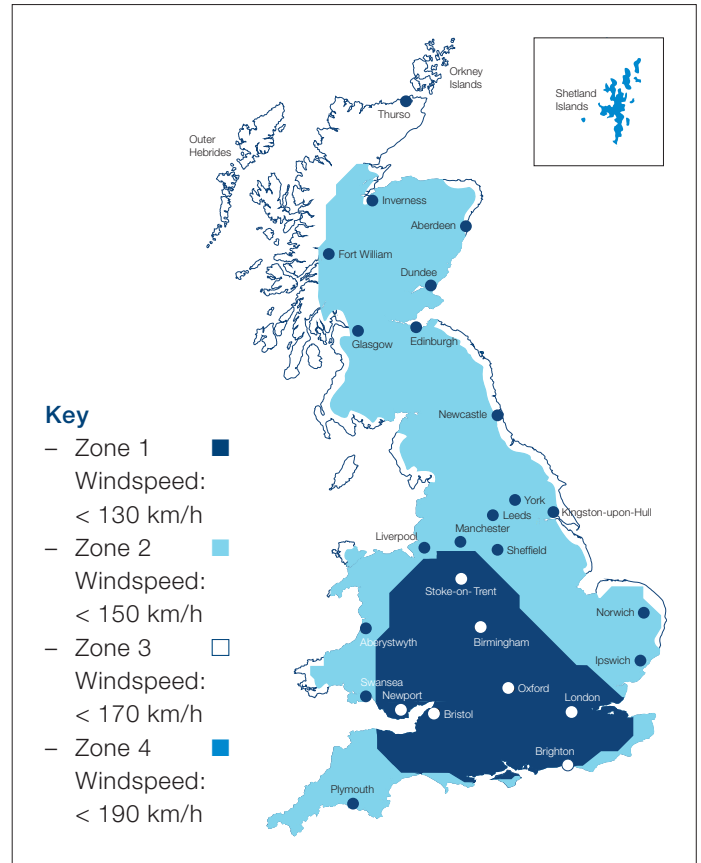 Orkney
Islands
Thurso
Shetland
Islands
Outer
Hebrides
Inverness
Aberdeen
Fort William
Dundee
Glasgow
Edinburgh
Newcastle
York
Leeds
Kingston-upon-Hull
Manchester
Liverpool
Sheffield
Stoke-on-Trent
Norwich
Aberystwyth
Birmingham
Ipswich
Swansea
Newport
Oxford
London
Bristol
Brighton
Plymouth
Key
– Zone 1
Windspeed:
< 130 km/h
– Zone 2
Windspeed:
< 150 km/h
– Zone 3
Windspeed:
< 170 km/h
– Zone 4
Windspeed:
< 190 km/h